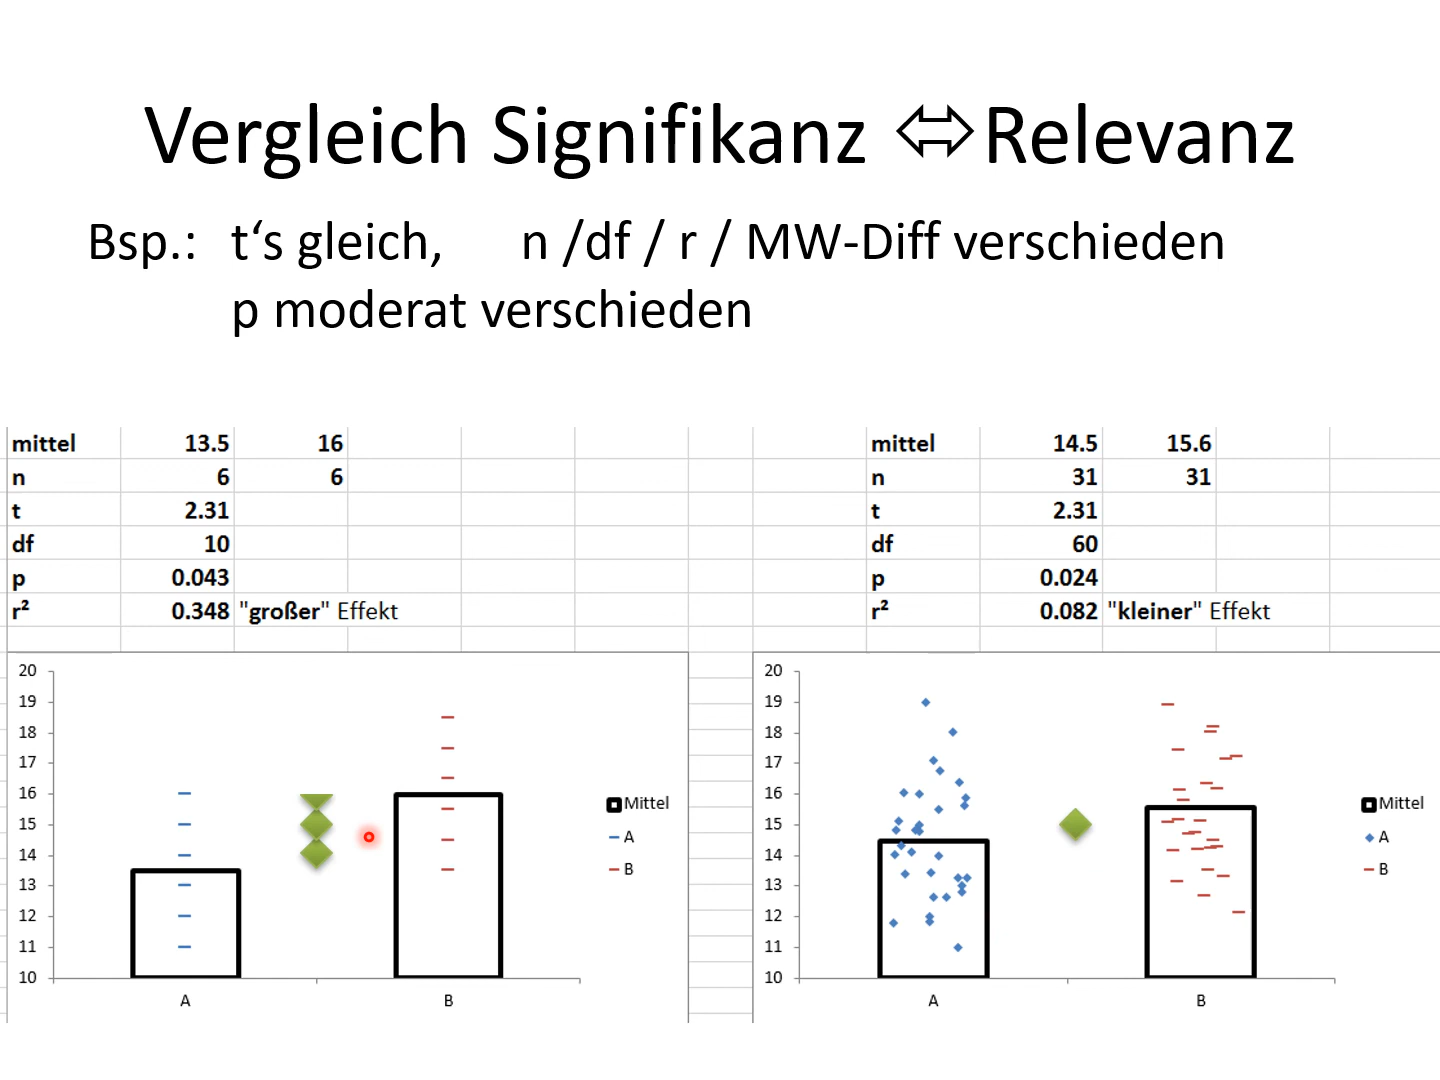 Vergleich Signifikanz ⬄Relevanz
Bsp.: t‘s gleich, n /df / r / MW-Diff verschieden
p moderat verschieden
mittel 13.5 16
n 6 6
t 2.31
df 10
p 0.043
r² 0.348 "großer" Effekt
mittel 14.5 15.6
n 31 31
t 2.31
df 60
p 0.024
r² 0.082 "kleiner" Effekt
20
19
18
17
16
15
14
13
12
11
10
A B
Mittel
A
B
20
19
18
17
16
15
14
13
12
11
10
A B
Mittel
A
B